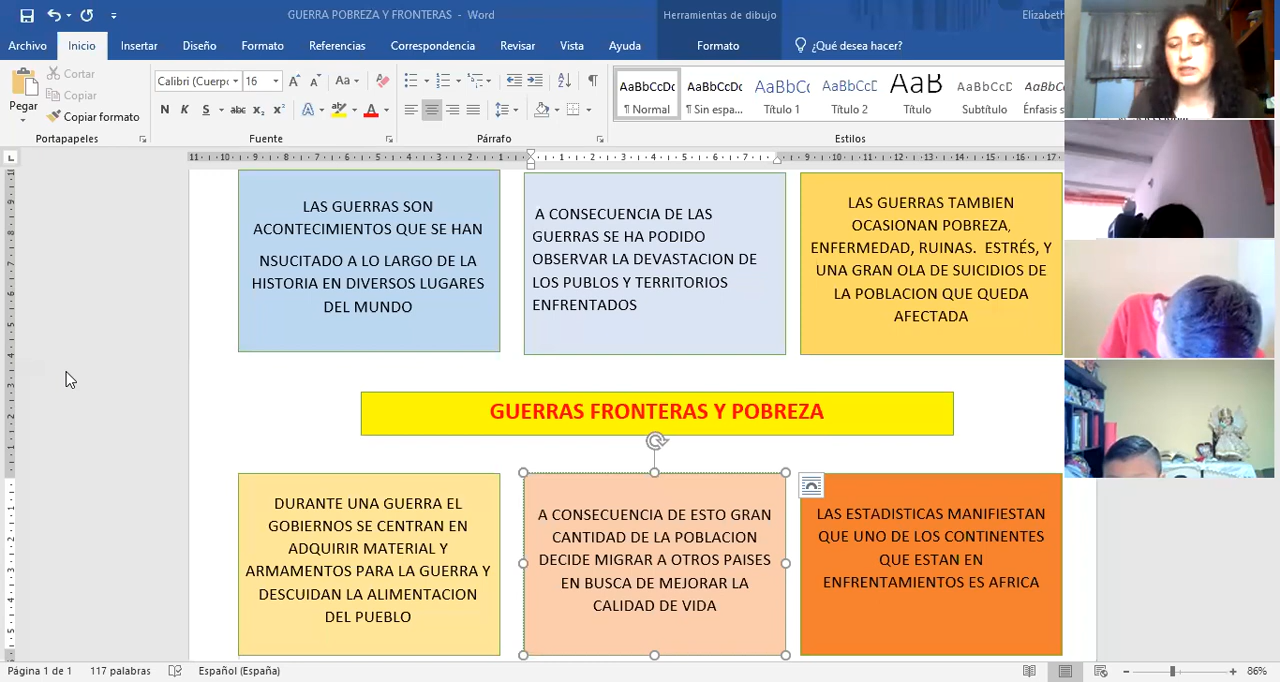 GUERRA POBREZA Y FRONTERAS - Word
Herramientas de dibujo
Elizabeth
Archivo
Inicio
Insertar
Diseño
Formato
Referencias
Correspondencia
Revisar
Vista
Ayuda
Formato
¿Qué desea hacer?
Pegar
Cortar
Copiar
Copiar formato
Portapapeles
Calibri (Cuerpo
16
Aa
N K S abc x₂ x²
Fuente
Párrafo
AaBbCcDc
¶ Normal
AaBbCcDc
¶ Sin espa...
AaBbCc
Título 1
AaBbCcD
Título 2
AaB
Título
AaBbCcD
Subtítulo
Énfasis s
Estilos
LAS GUERRAS SON
ACONTECIMIENTOS QUE SE HAN
NSUCITADO A LO LARGO DE LA
HISTORIA EN DIVERSOS LUGARES
DEL MUNDO
A CONSECUENCIA DE LAS
GUERRAS SE HA PODIDO
OBSERVAR LA DEVASTACION DE
LOS PUBLOS Y TERRITORIOS
ENFRENTADOS
LAS GUERRAS TAMBIEN
OCASIONAN POBREZA,
ENFERMEDAD, RUINAS. ESTRÉS, Y
UNA GRAN OLA DE SUICIDIOS DE
LA POBLACION QUE QUEDA
AFECTADA
GUERRAS FRONTERAS Y POBREZA
DURANTE UNA GUERRA EL
GOBIERNOS SE CENTRAN EN
ADQUIRIR MATERIAL Y
ARMAMENTOS PARA LA GUERRA Y
DESCUIDAN LA ALIMENTACION
DEL PUEBLO
A CONSECUENCIA DE ESTO GRAN
CANTIDAD DE LA POBLACION
DECIDE MIGRAR A OTROS PAISES
EN BUSCA DE MEJORAR LA
CALIDAD DE VIDA
LAS ESTADISTICAS MANIFIESTAN
QUE UNO DE LOS CONTINENTES
QUE ESTAN EN
ENFRENTAMIENTOS ES AFRICA
Página 1 de 1
117 palabras
Español (España)
86%